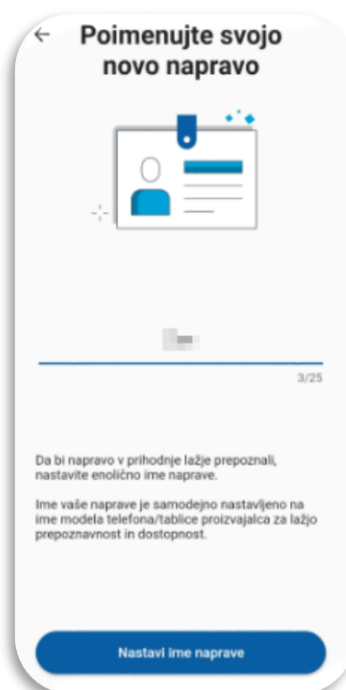 Poimenujte svojo
novo napravo
3/25
Da bi napravo v prihodnje lažje prepoznali,
nastavite enolično ime naprave.
Ime vaše naprave je samodejno nastavljeno na
ime modela telefona/tablice proizvajalca za lažjo
prepoznavnost in dostopnost.
Nastavi ime naprave